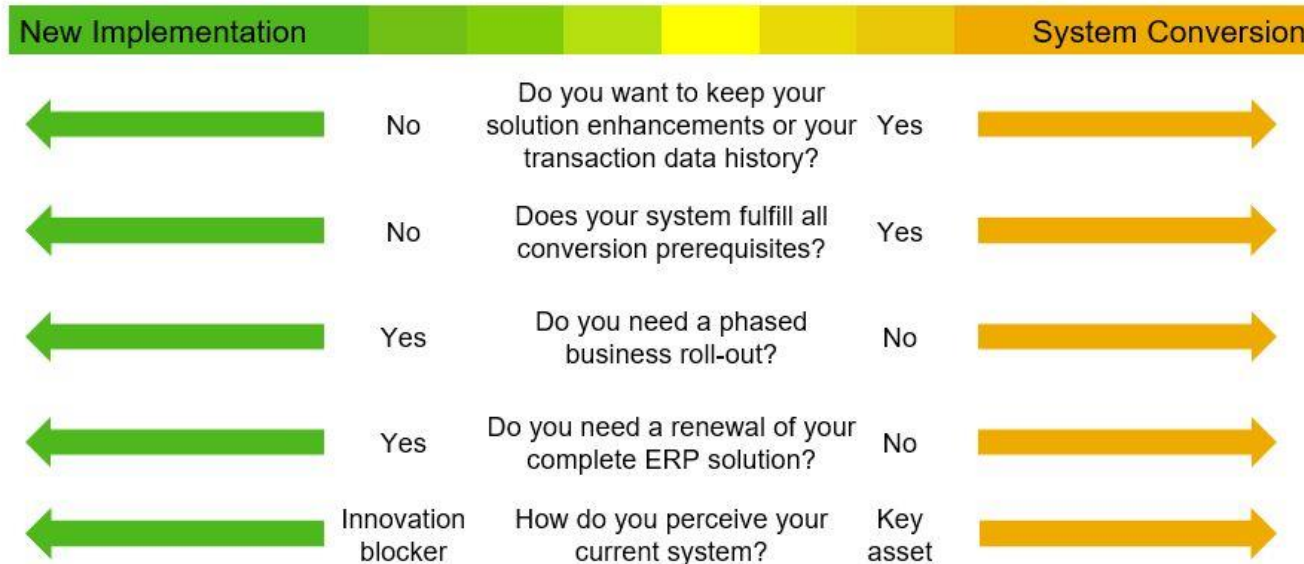 New Implementation System Conversion
Do you want to keep your
No solution enhancements or your Yes
transaction data history?
Does your system fulfill all
No Yes
conversion prerequisites?
Do you need a phased
Yes No
business roll-out?
Do you need a renewal of your
Yes No
complete ERP solution?
Innovation How do you perceive your Key
blocker current system? asset